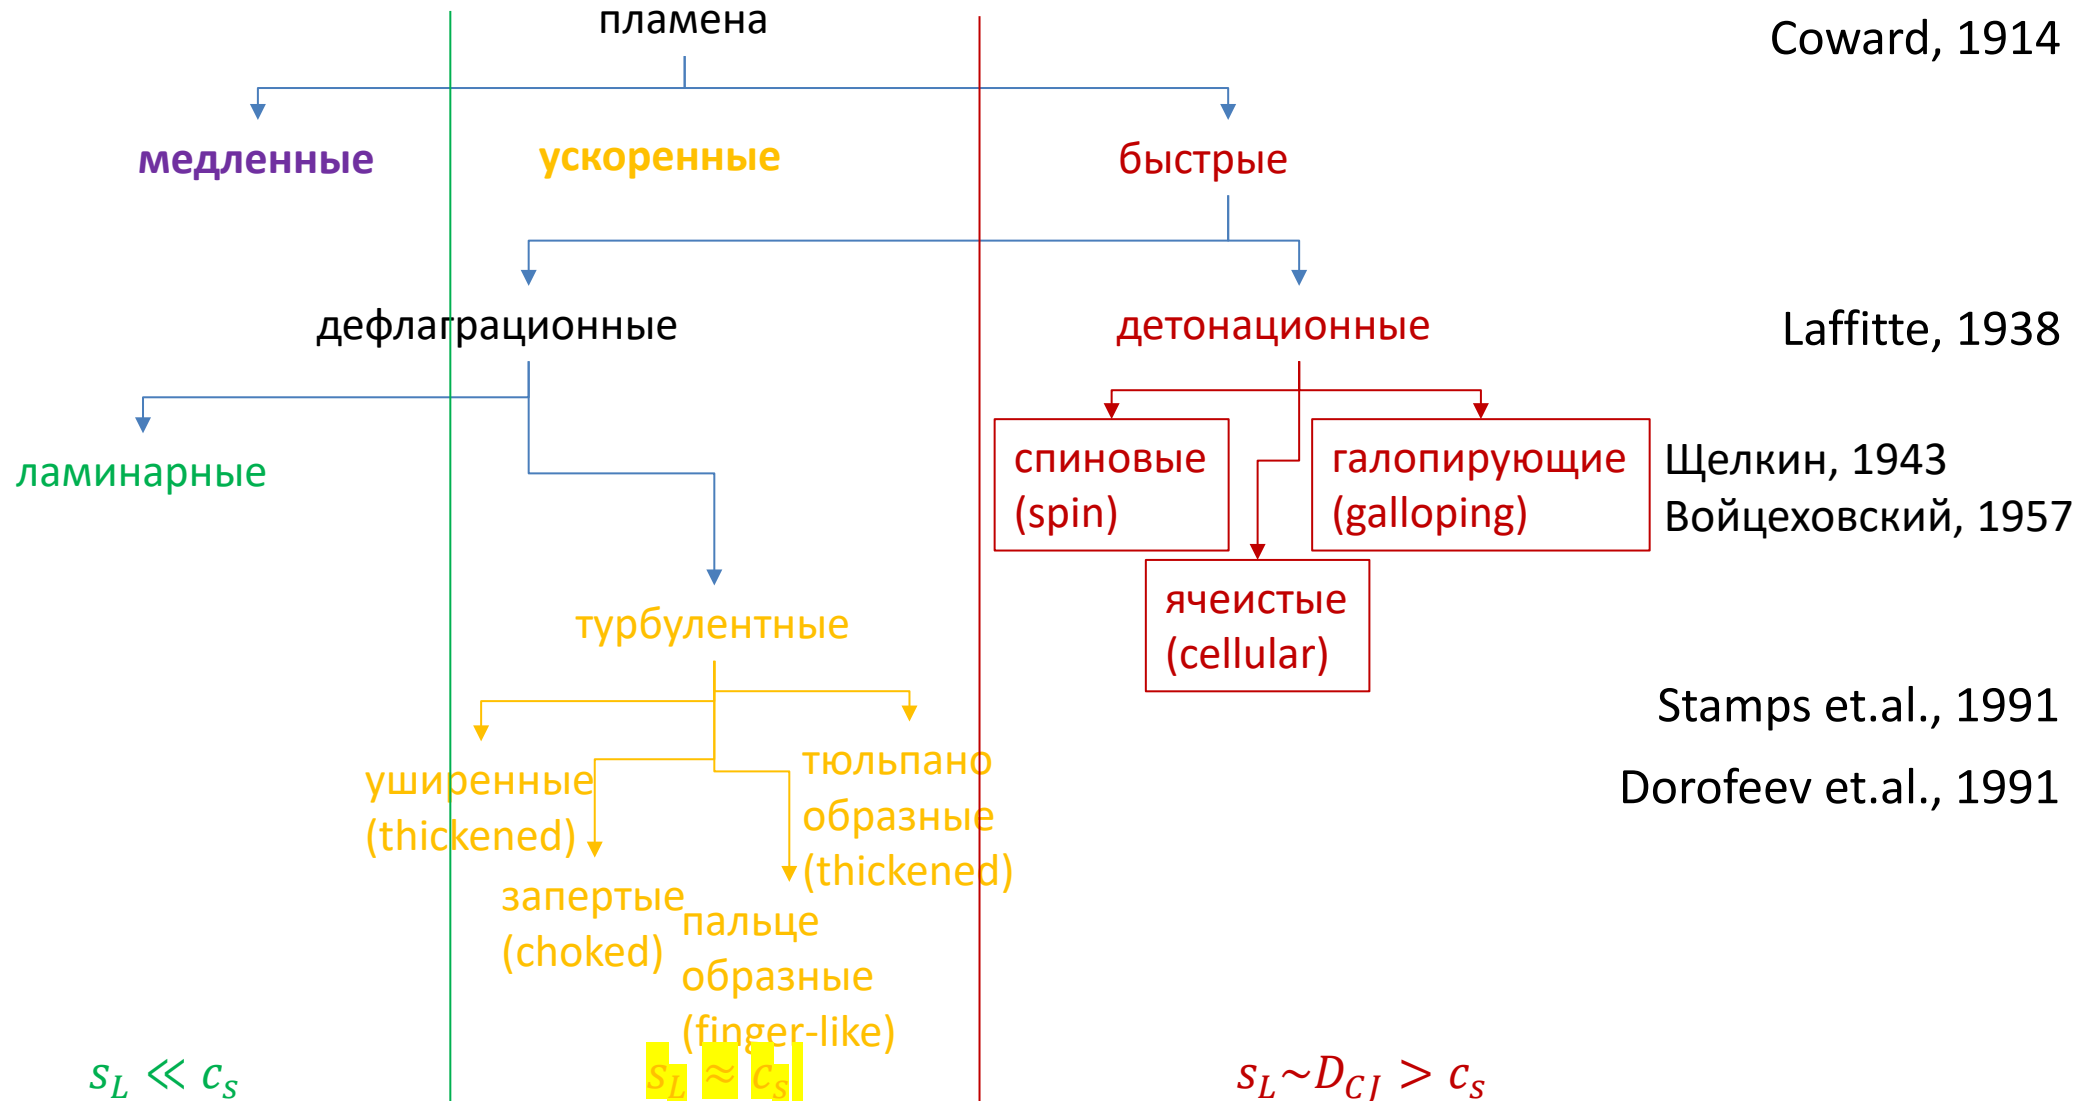 пламена
Coward, 1914
медленные
ускоренные
быстрые
дефлаграционные
детонационные
Laffitte, 1938
ламинарные
спиновые
(spin)
галопирующие
(galloping)
Щелкин, 1943
Войцеховский, 1957
ячеистые
(cellular)
турбулентные
Stamps et.al., 1991
уширенные
(thickened)
тюльпано
образные
(thickened)
Dorofeev et.al., 1991
запертые
(choked)
пальце
образные
(finger-like)
s_L ≪ c_s
s_L ≈ c_s
s_L~D_CJ > c_s